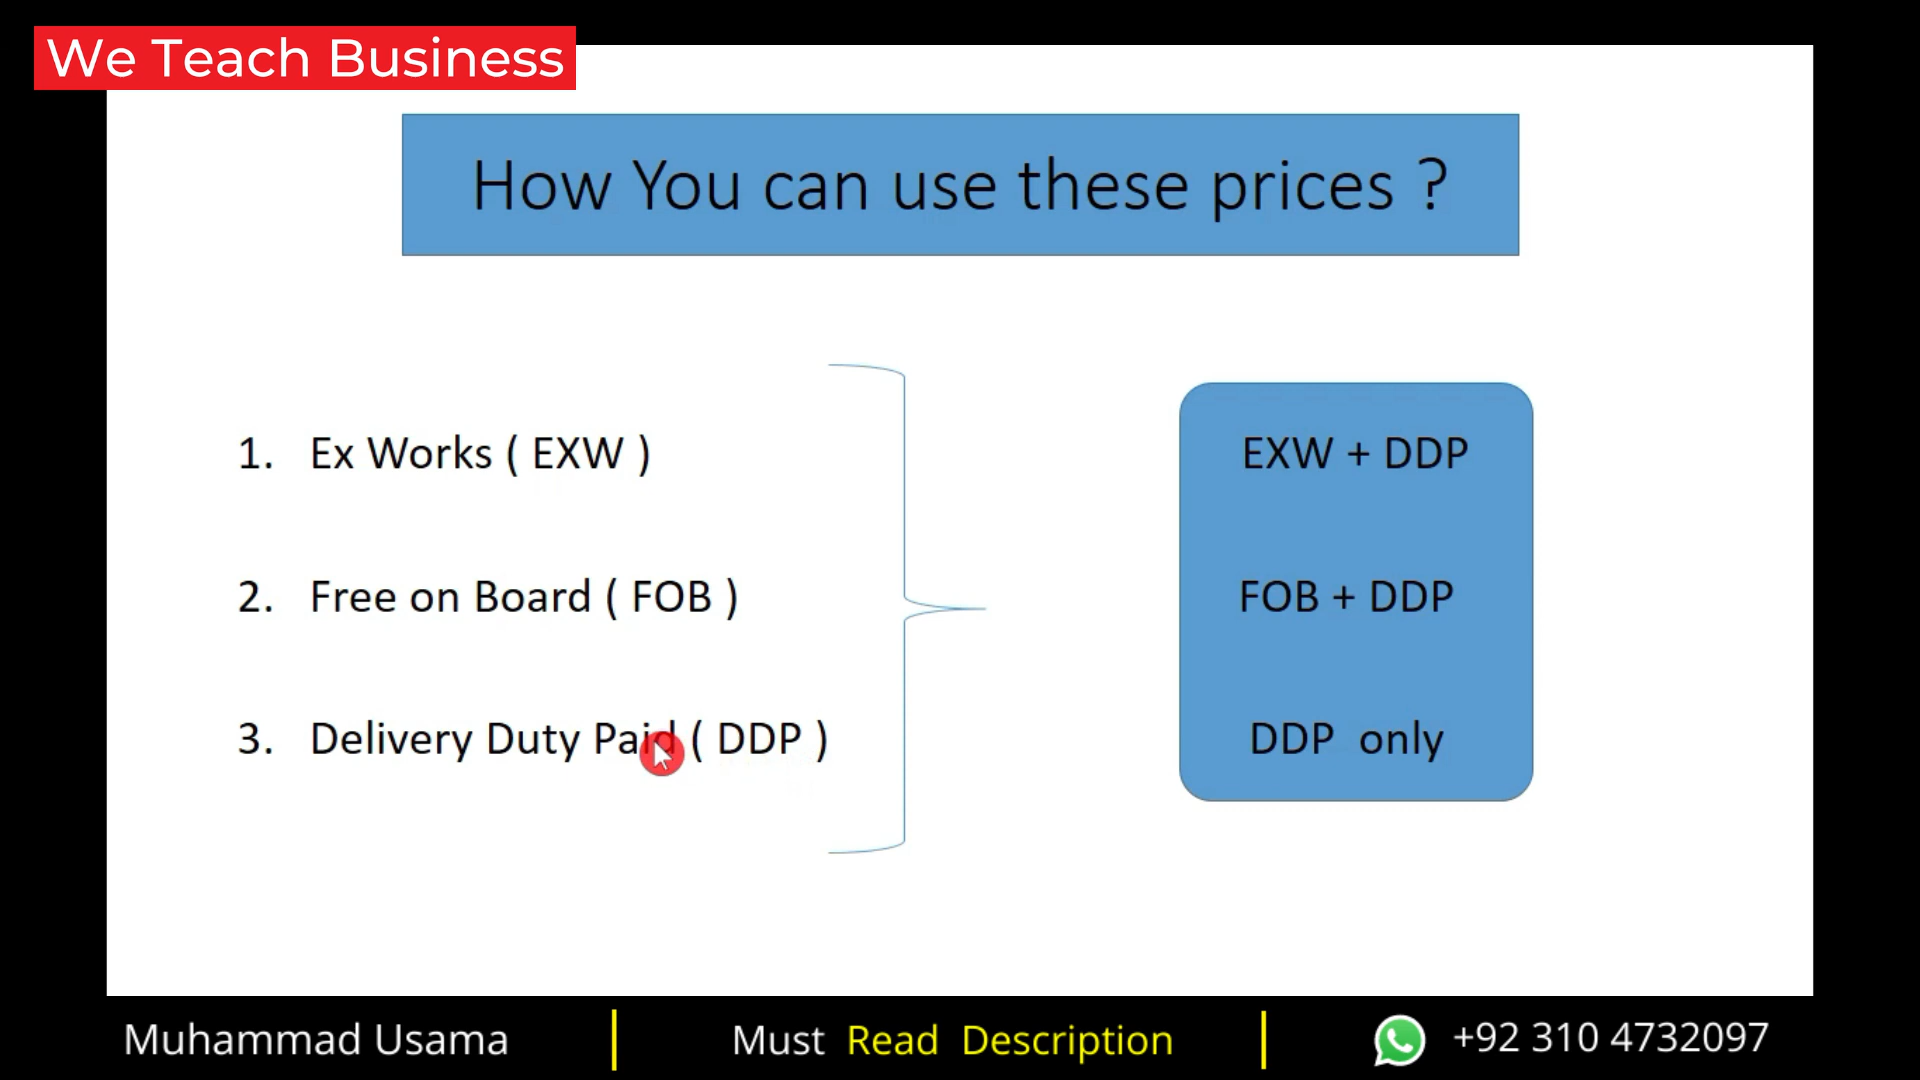 We Teach Business
How You can use these prices ?
1. Ex Works ( EXW )
2. Free on Board ( FOB )
3. Delivery Duty Paid ( DDP )
EXW + DDP
FOB + DDP
DDP only
Muhammad Usama
Must Read Description
+92 310 4732097